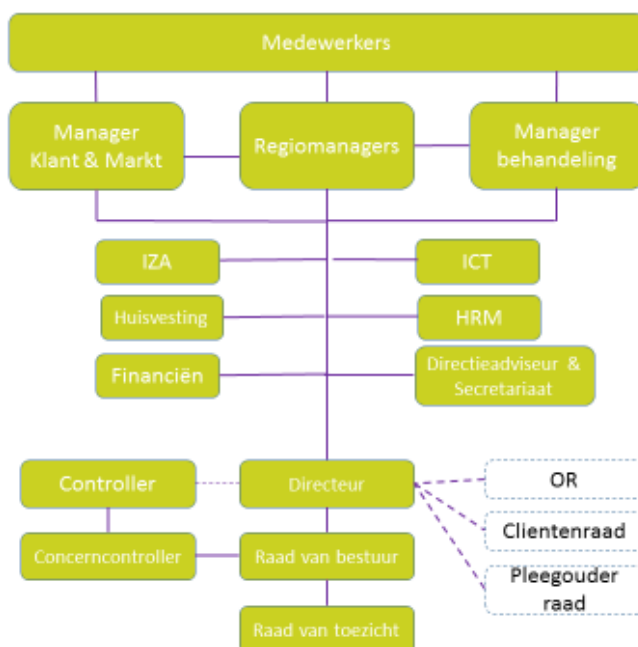 Medewerkers
Manager
Klant & Markt
Regiomanagers
Manager
behandeling
IZA
ICT
Huisvesting
HRM
Financiën
Directieadviseur &
Secretariaat
Controller
Directeur
OR
Clientenraad
Concerncontroller
Raad van bestuur
Pleegouder
raad
Raad van toezicht